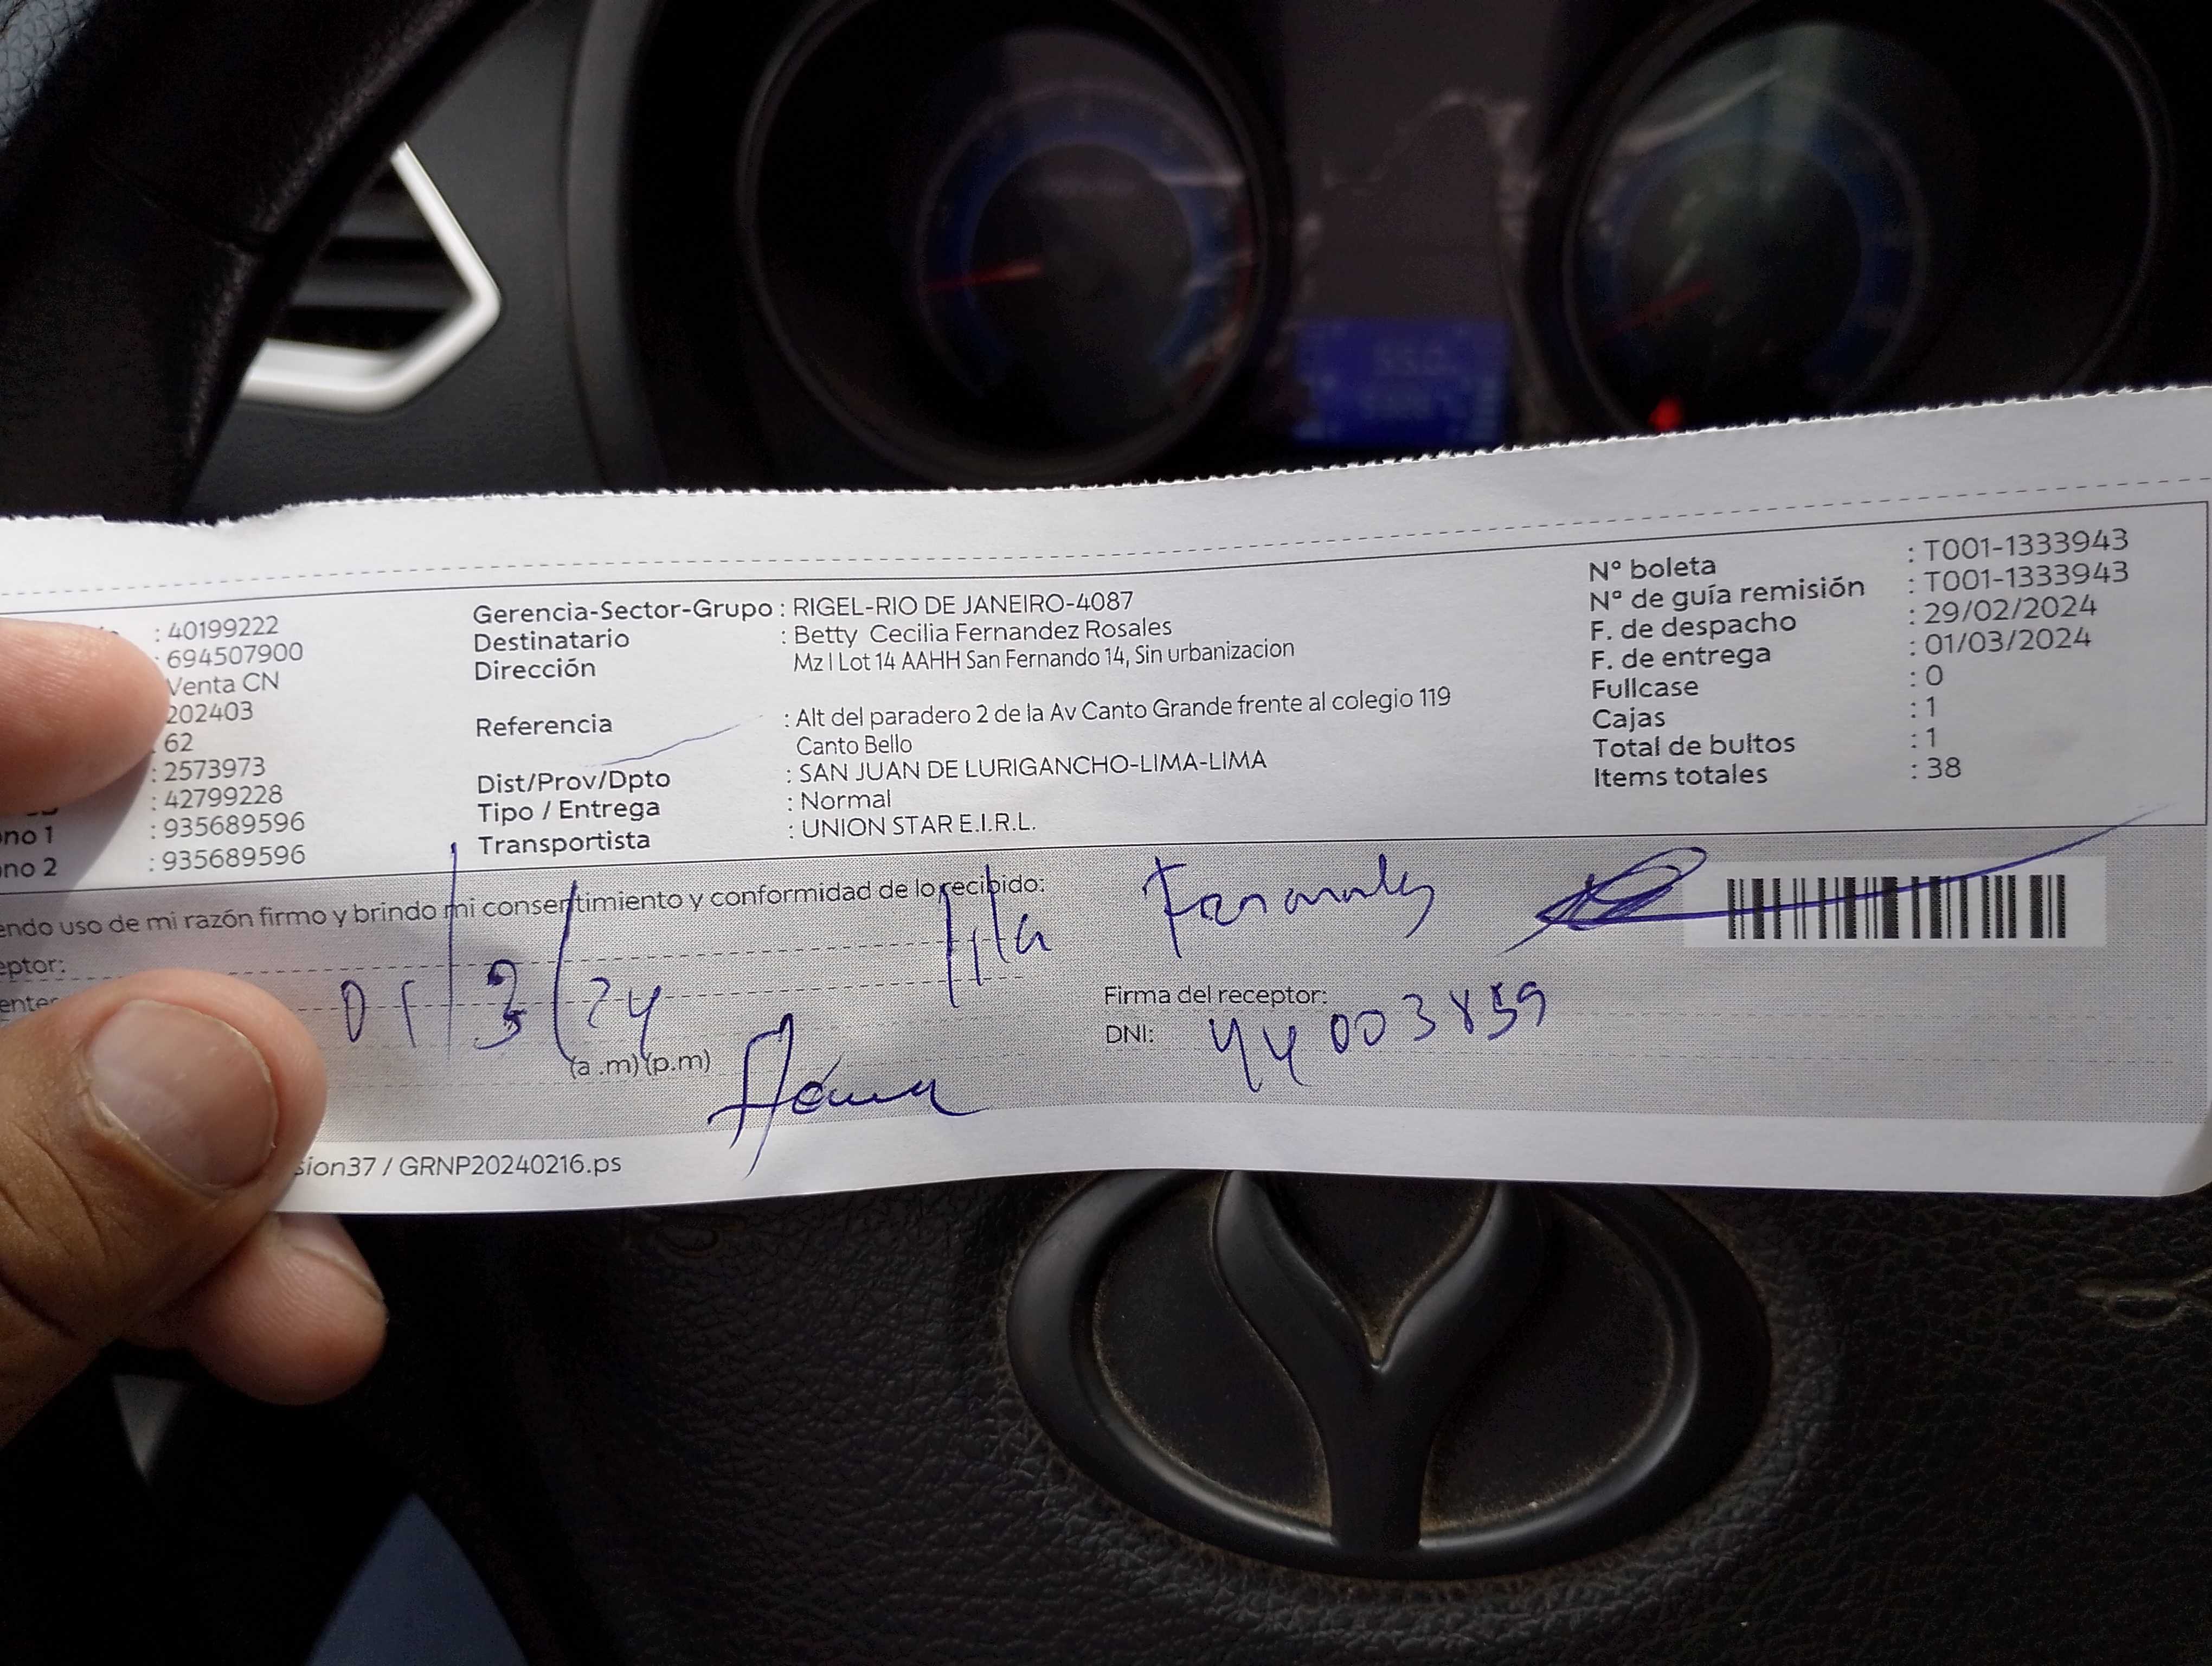 : 40199222
: 694507900
Venta CN
202403
: 62
: 2573973
: 42799228
ono 1 : 935689596
ono 2 : 935689596
Gerencia-Sector-Grupo : RIGEL-RIO DE JANEIRO-4087
Destinatario : Betty Cecilia Fernandez Rosales
Dirección Mz I Lot 14 AAHH San Fernando 14, Sin urbanizacion
Referencia : Alt del paradero 2 de la Av Canto Grande frente al colegio 119
Canto Bello
Dist/Prov/Dpto : SAN JUAN DE LURIGANCHO-LIMA-LIMA
Tipo / Entrega : Normal
Transportista : UNION STAR E.I.R.L.
Nº boleta : T001-1333943
Nº de guía remisión : T001-1333943
F. de despacho : 29/02/2024
F. de entrega : 01/03/2024
Fullcase : 0
Cajas : 1
Total de bultos : 1
Items totales : 38
endo uso de mi razón firmo y brindo mi consentimiento y conformidad de lo recibido:
eptor:
01/3/24
(a.m)(p.m)
Firma del receptor:
DNI: 44003859
sion37 / GRNP20240216.ps